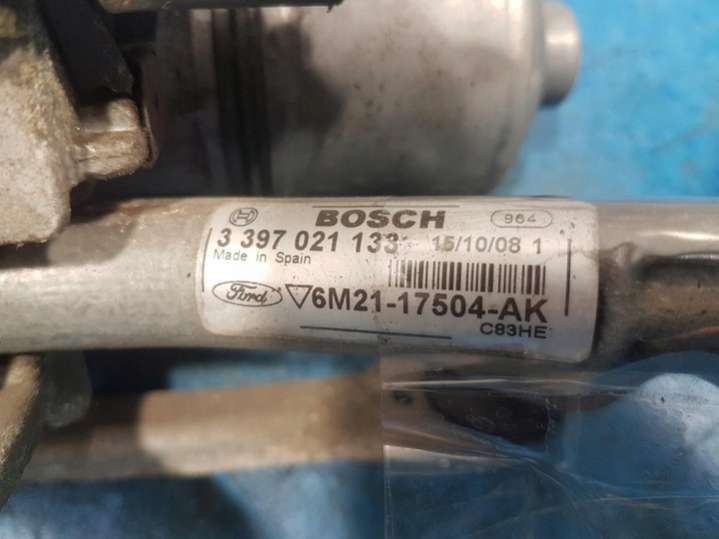 BOSCH 964
3 397 021 133 15/10/08 1
Made in Spain
Ford 6M21-17504-AK
C83HE